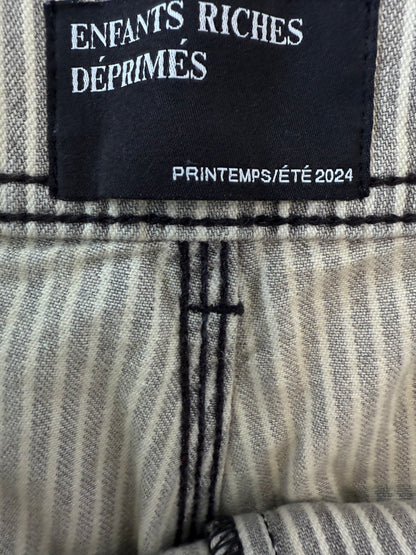 ENFANTS RICHES
DÉPRIMÉS
PRINTEMPS/ÉTÉ 2024